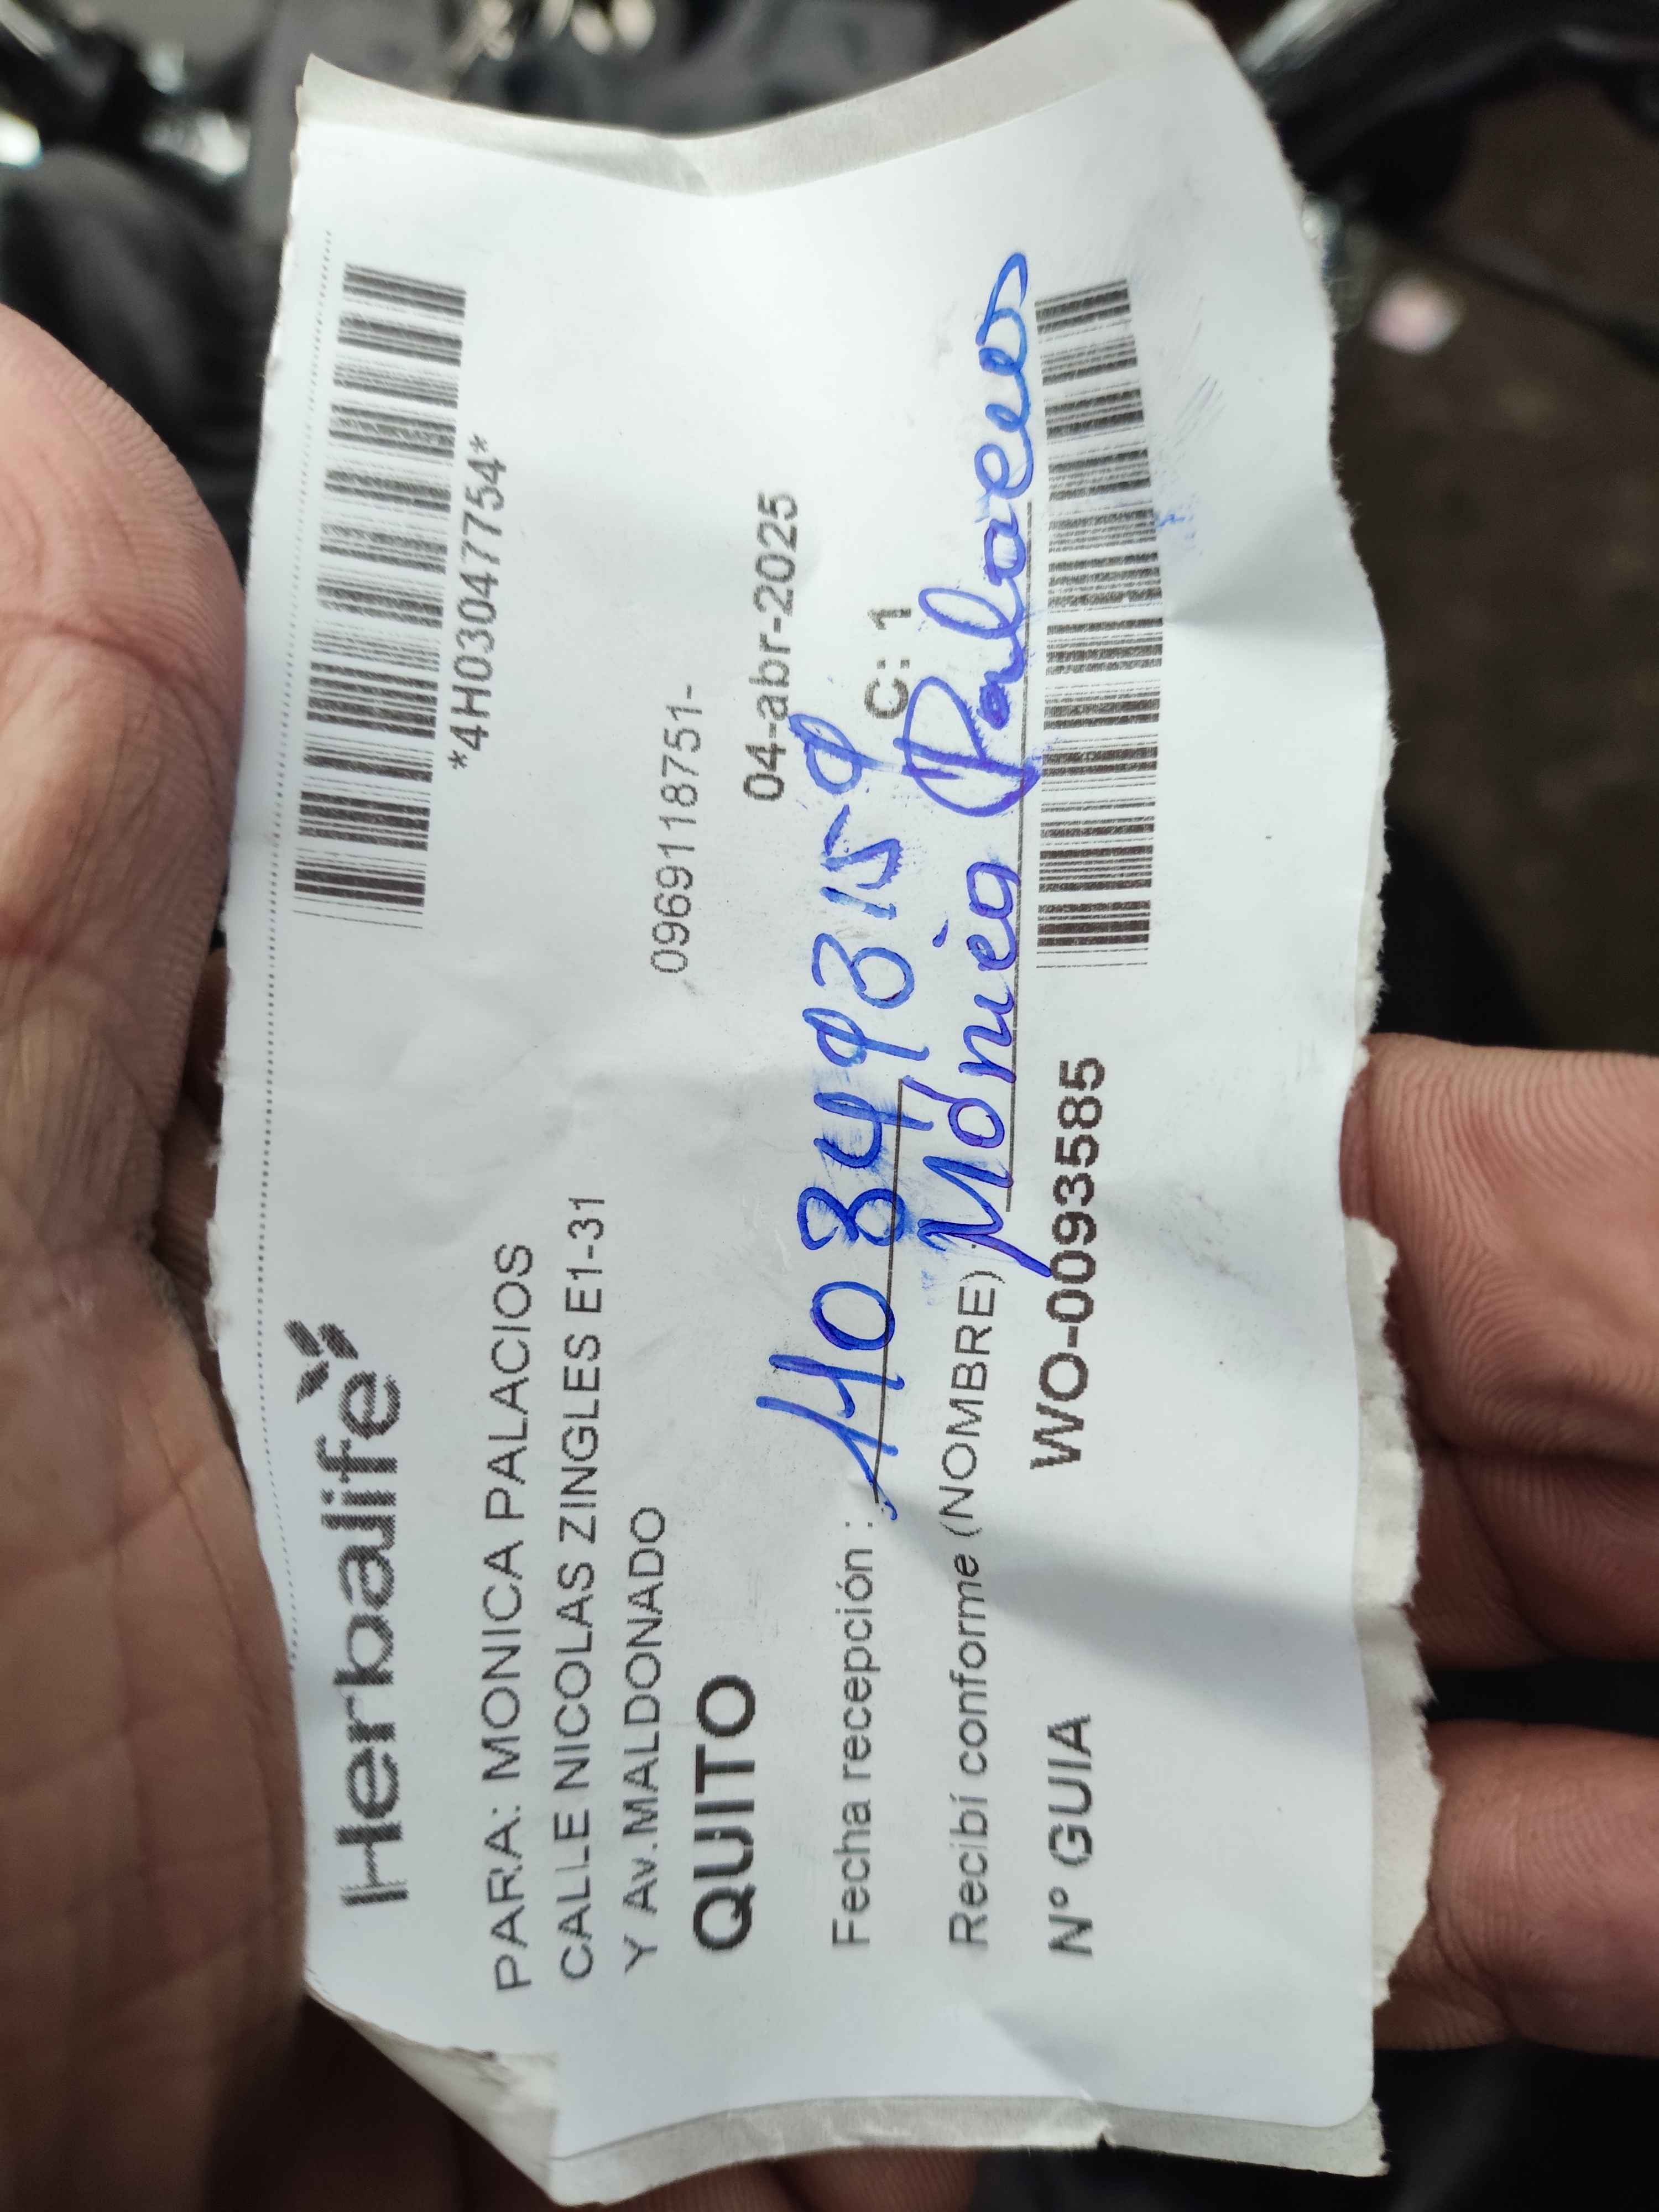 Herbalife
*4H03047754*
PARA: MONICA PALACIOS
CALLE NICOLAS ZINGLES E1-31
Y AV.MALDONADO
0969118751-
QUITO
04-abr-2025
Fecha recepción : 1103493159
C: 1
Recibí conforme (NOMBRE) Mónica Palacios
Nº GUIA WO-0093585